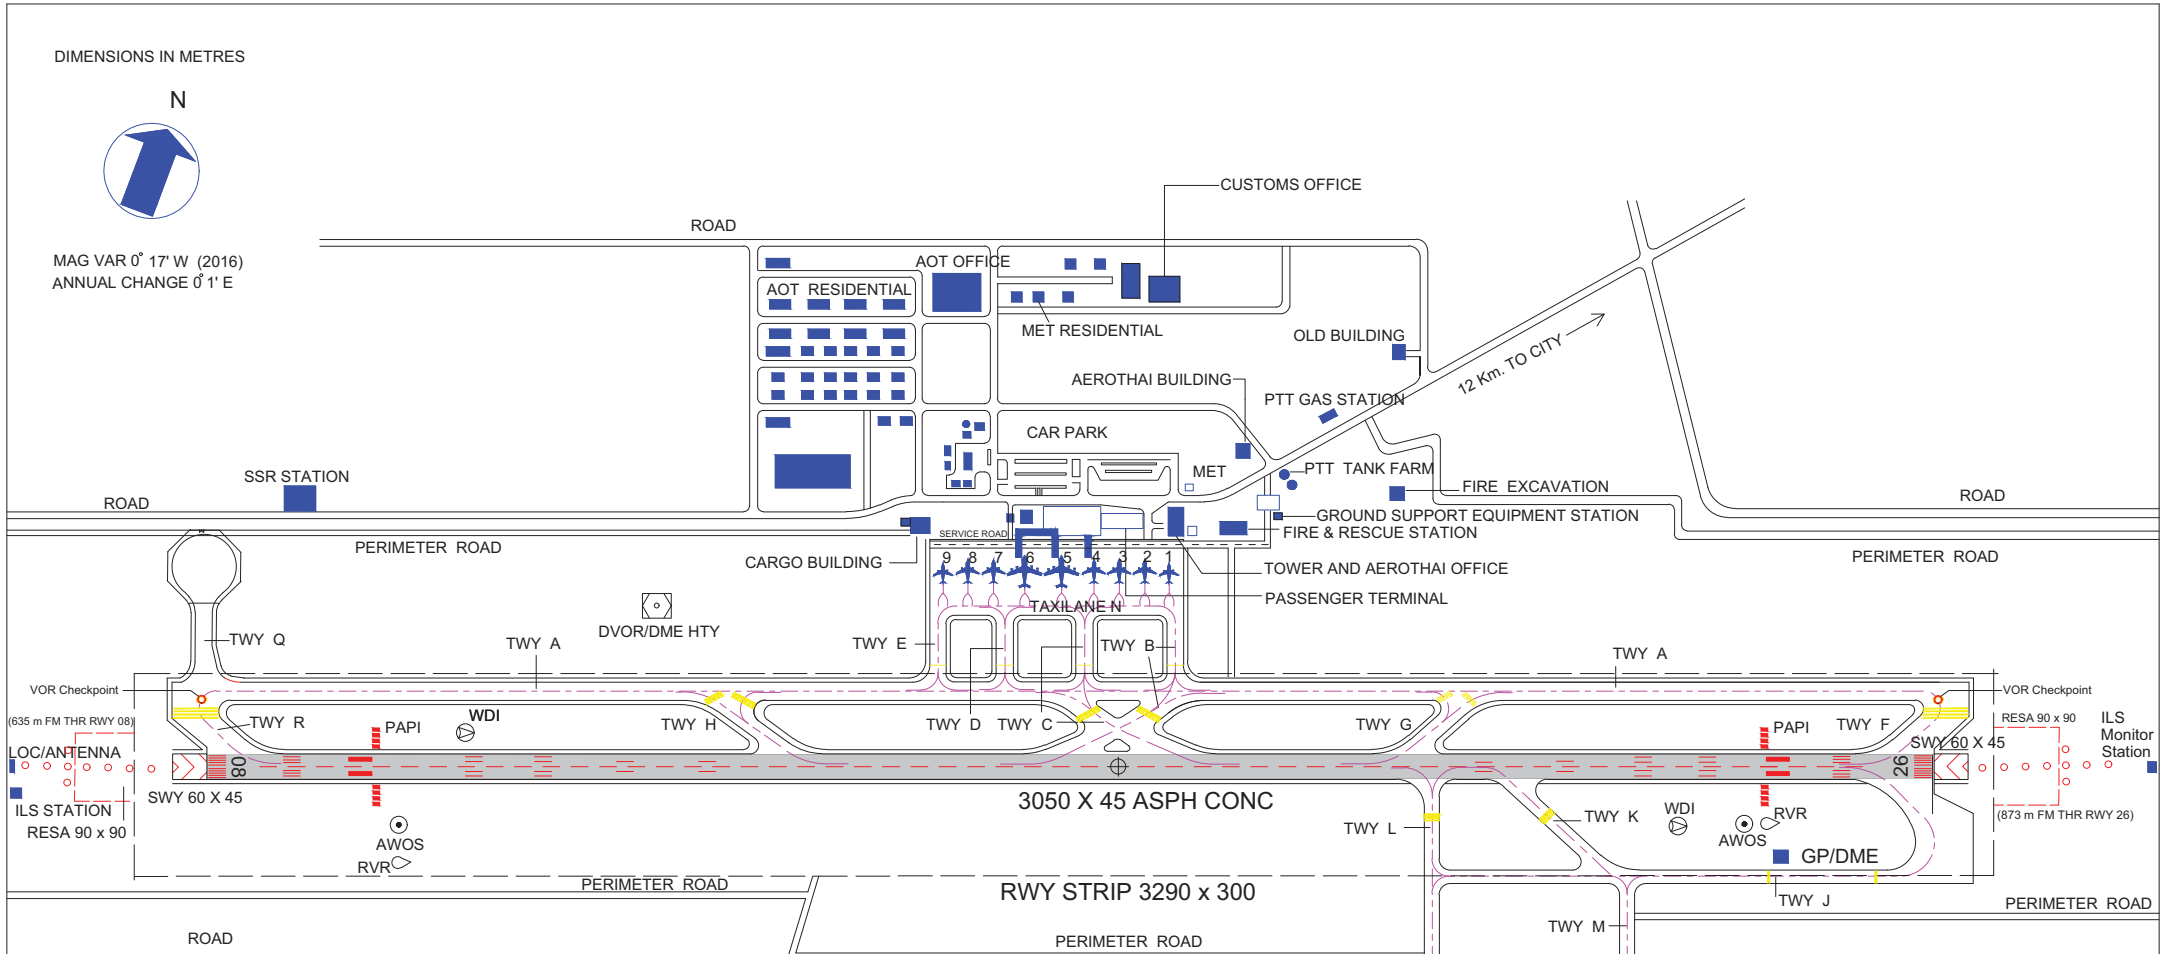 DIMENSIONS IN METRES
N
MAG VAR 0° 17' W (2016)
ANNUAL CHANGE 0° 1' E
CUSTOMS OFFICE
ROAD
AOT OFFICE
AOT RESIDENTIAL
MET RESIDENTIAL
OLD BUILDING
12 Km. TO CITY
AEROTHAI BUILDING
PTT GAS STATION
CAR PARK
MET
PTT TANK FARM
SSR STATION
FIRE EXCAVATION
ROAD
ROAD
GROUND SUPPORT EQUIPMENT STATION
SERVICE ROAD
FIRE & RESCUE STATION
PERIMETER ROAD
PERIMETER ROAD
CARGO BUILDING
9 8 7 6 5 4 3 2 1
TOWER AND AEROTHAI OFFICE
PASSENGER TERMINAL
TAXILANE N
DVOR/DME HTY
TWY Q
TWY A
TWY E
TWY B
TWY A
VOR Checkpoint
VOR Checkpoint
(635 m FM THR RWY 08)
TWY R
PAPI
WDI
TWY H
TWY D
TWY C
TWY G
PAPI
TWY F
RESA 90 x 90
ILS
Monitor
Station
LOC/ANTENNA
SWY 60 X 45
08
26
SWY 60 X 45
3050 X 45 ASPH CONC
ILS STATION
RESA 90 x 90
TWY L
TWY K
WDI
RVR
(873 m FM THR RWY 26)
AWOS
AWOS
RVR
GP/DME
PERIMETER ROAD
RWY STRIP 3290 x 300
TWY J
PERIMETER ROAD
TWY M
ROAD
PERIMETER ROAD